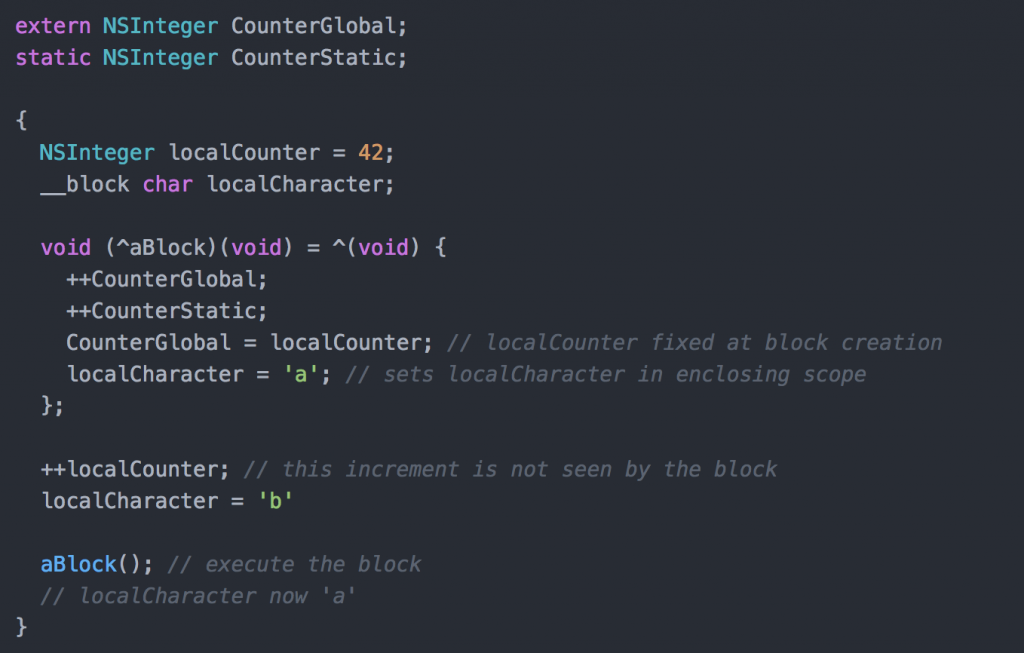 extern NSInteger CounterGlobal;
static NSInteger CounterStatic;
{
NSInteger localCounter = 42;
__block char localCharacter;
void (^aBlock)(void) = ^(void) {
++CounterGlobal;
++CounterStatic;
CounterGlobal = localCounter; // localCounter fixed at block creation
localCharacter = 'a'; // sets localCharacter in enclosing scope
};
++localCounter; // this increment is not seen by the block
localCharacter = 'b'
aBlock(); // execute the block
// localCharacter now 'a'
}